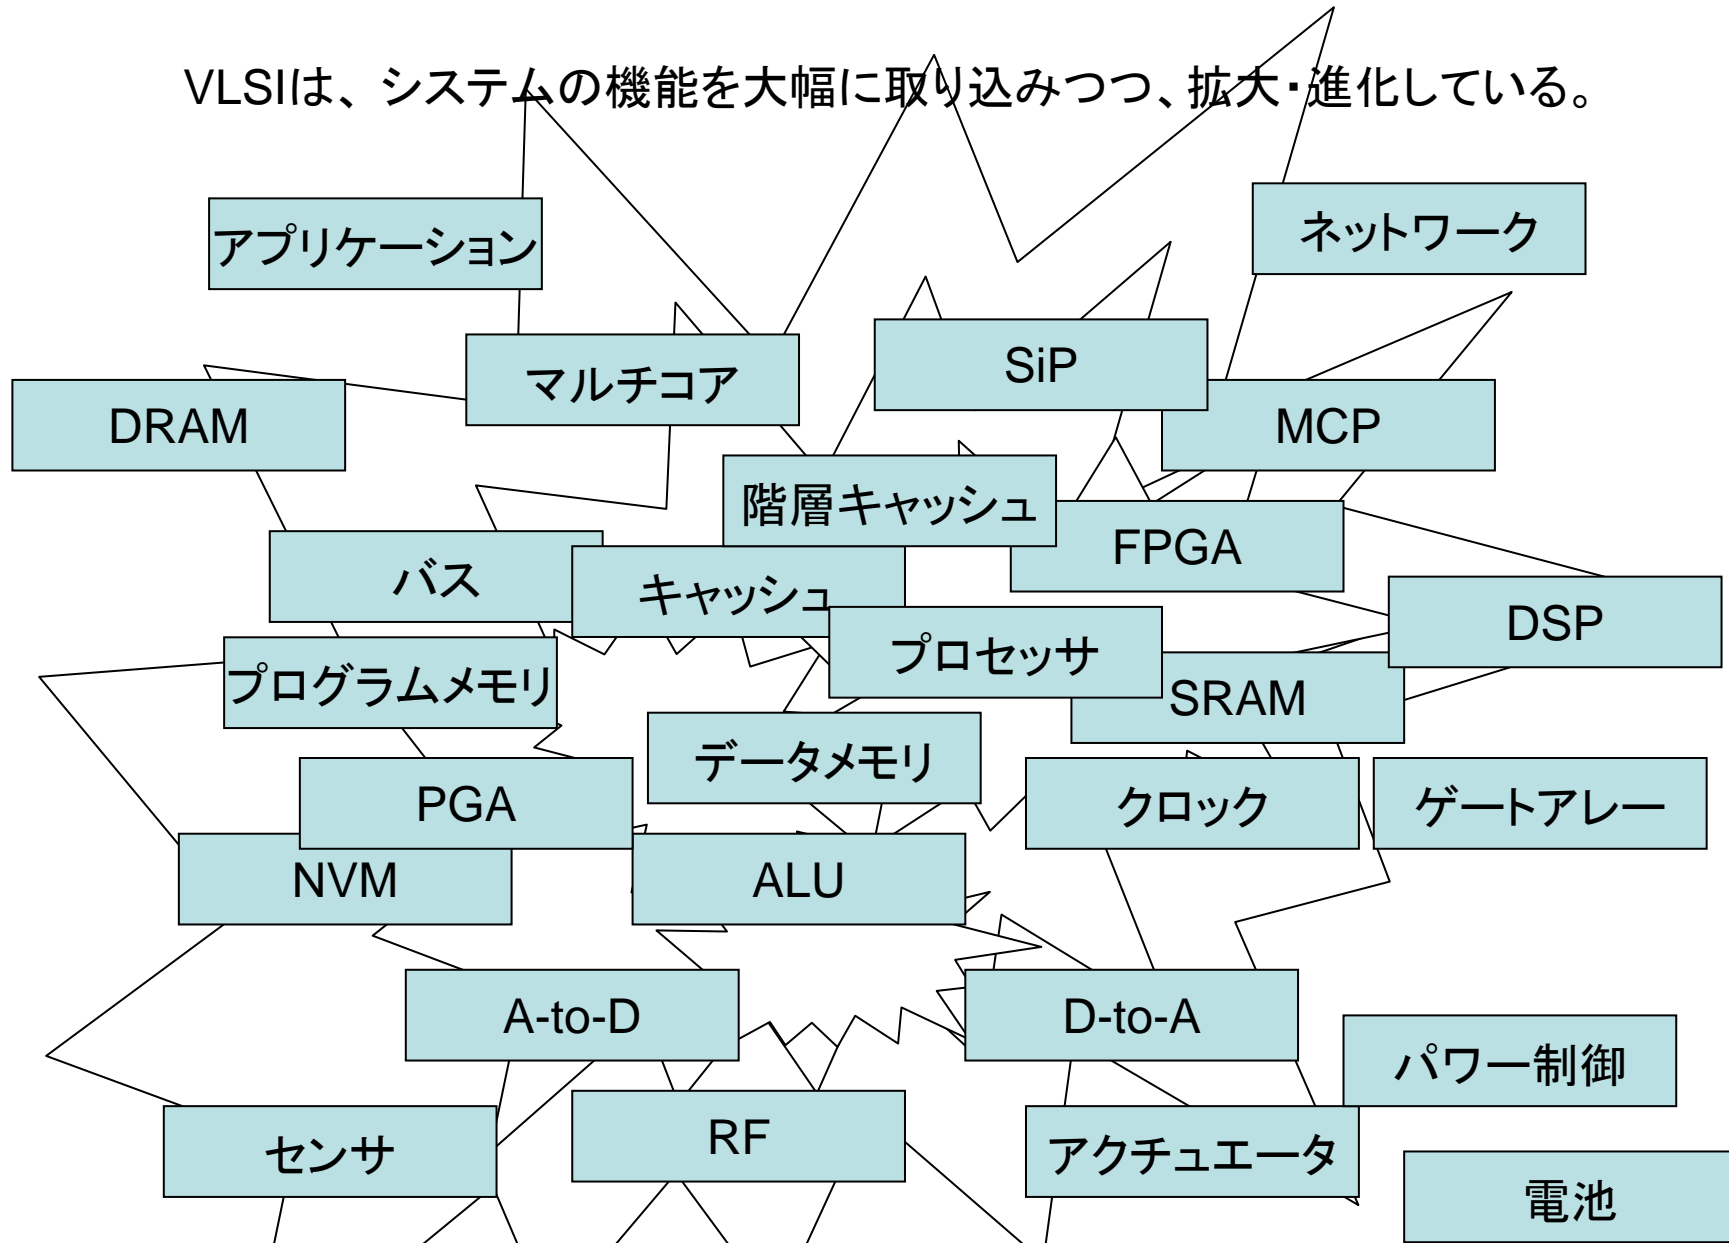 VLSIは、システムの機能を大幅に取り込みつつ、拡大・進化している。
アプリケーション
ネットワーク
マルチコア
SiP
DRAM
MCP
階層キャッシュ
FPGA
バス
キャッシュ
DSP
プロセッサ
プログラムメモリ
SRAM
データメモリ
PGA
クロック
ゲートアレー
NVM
ALU
A-to-D
D-to-A
パワー制御
センサ
RF
アクチュエータ
電池